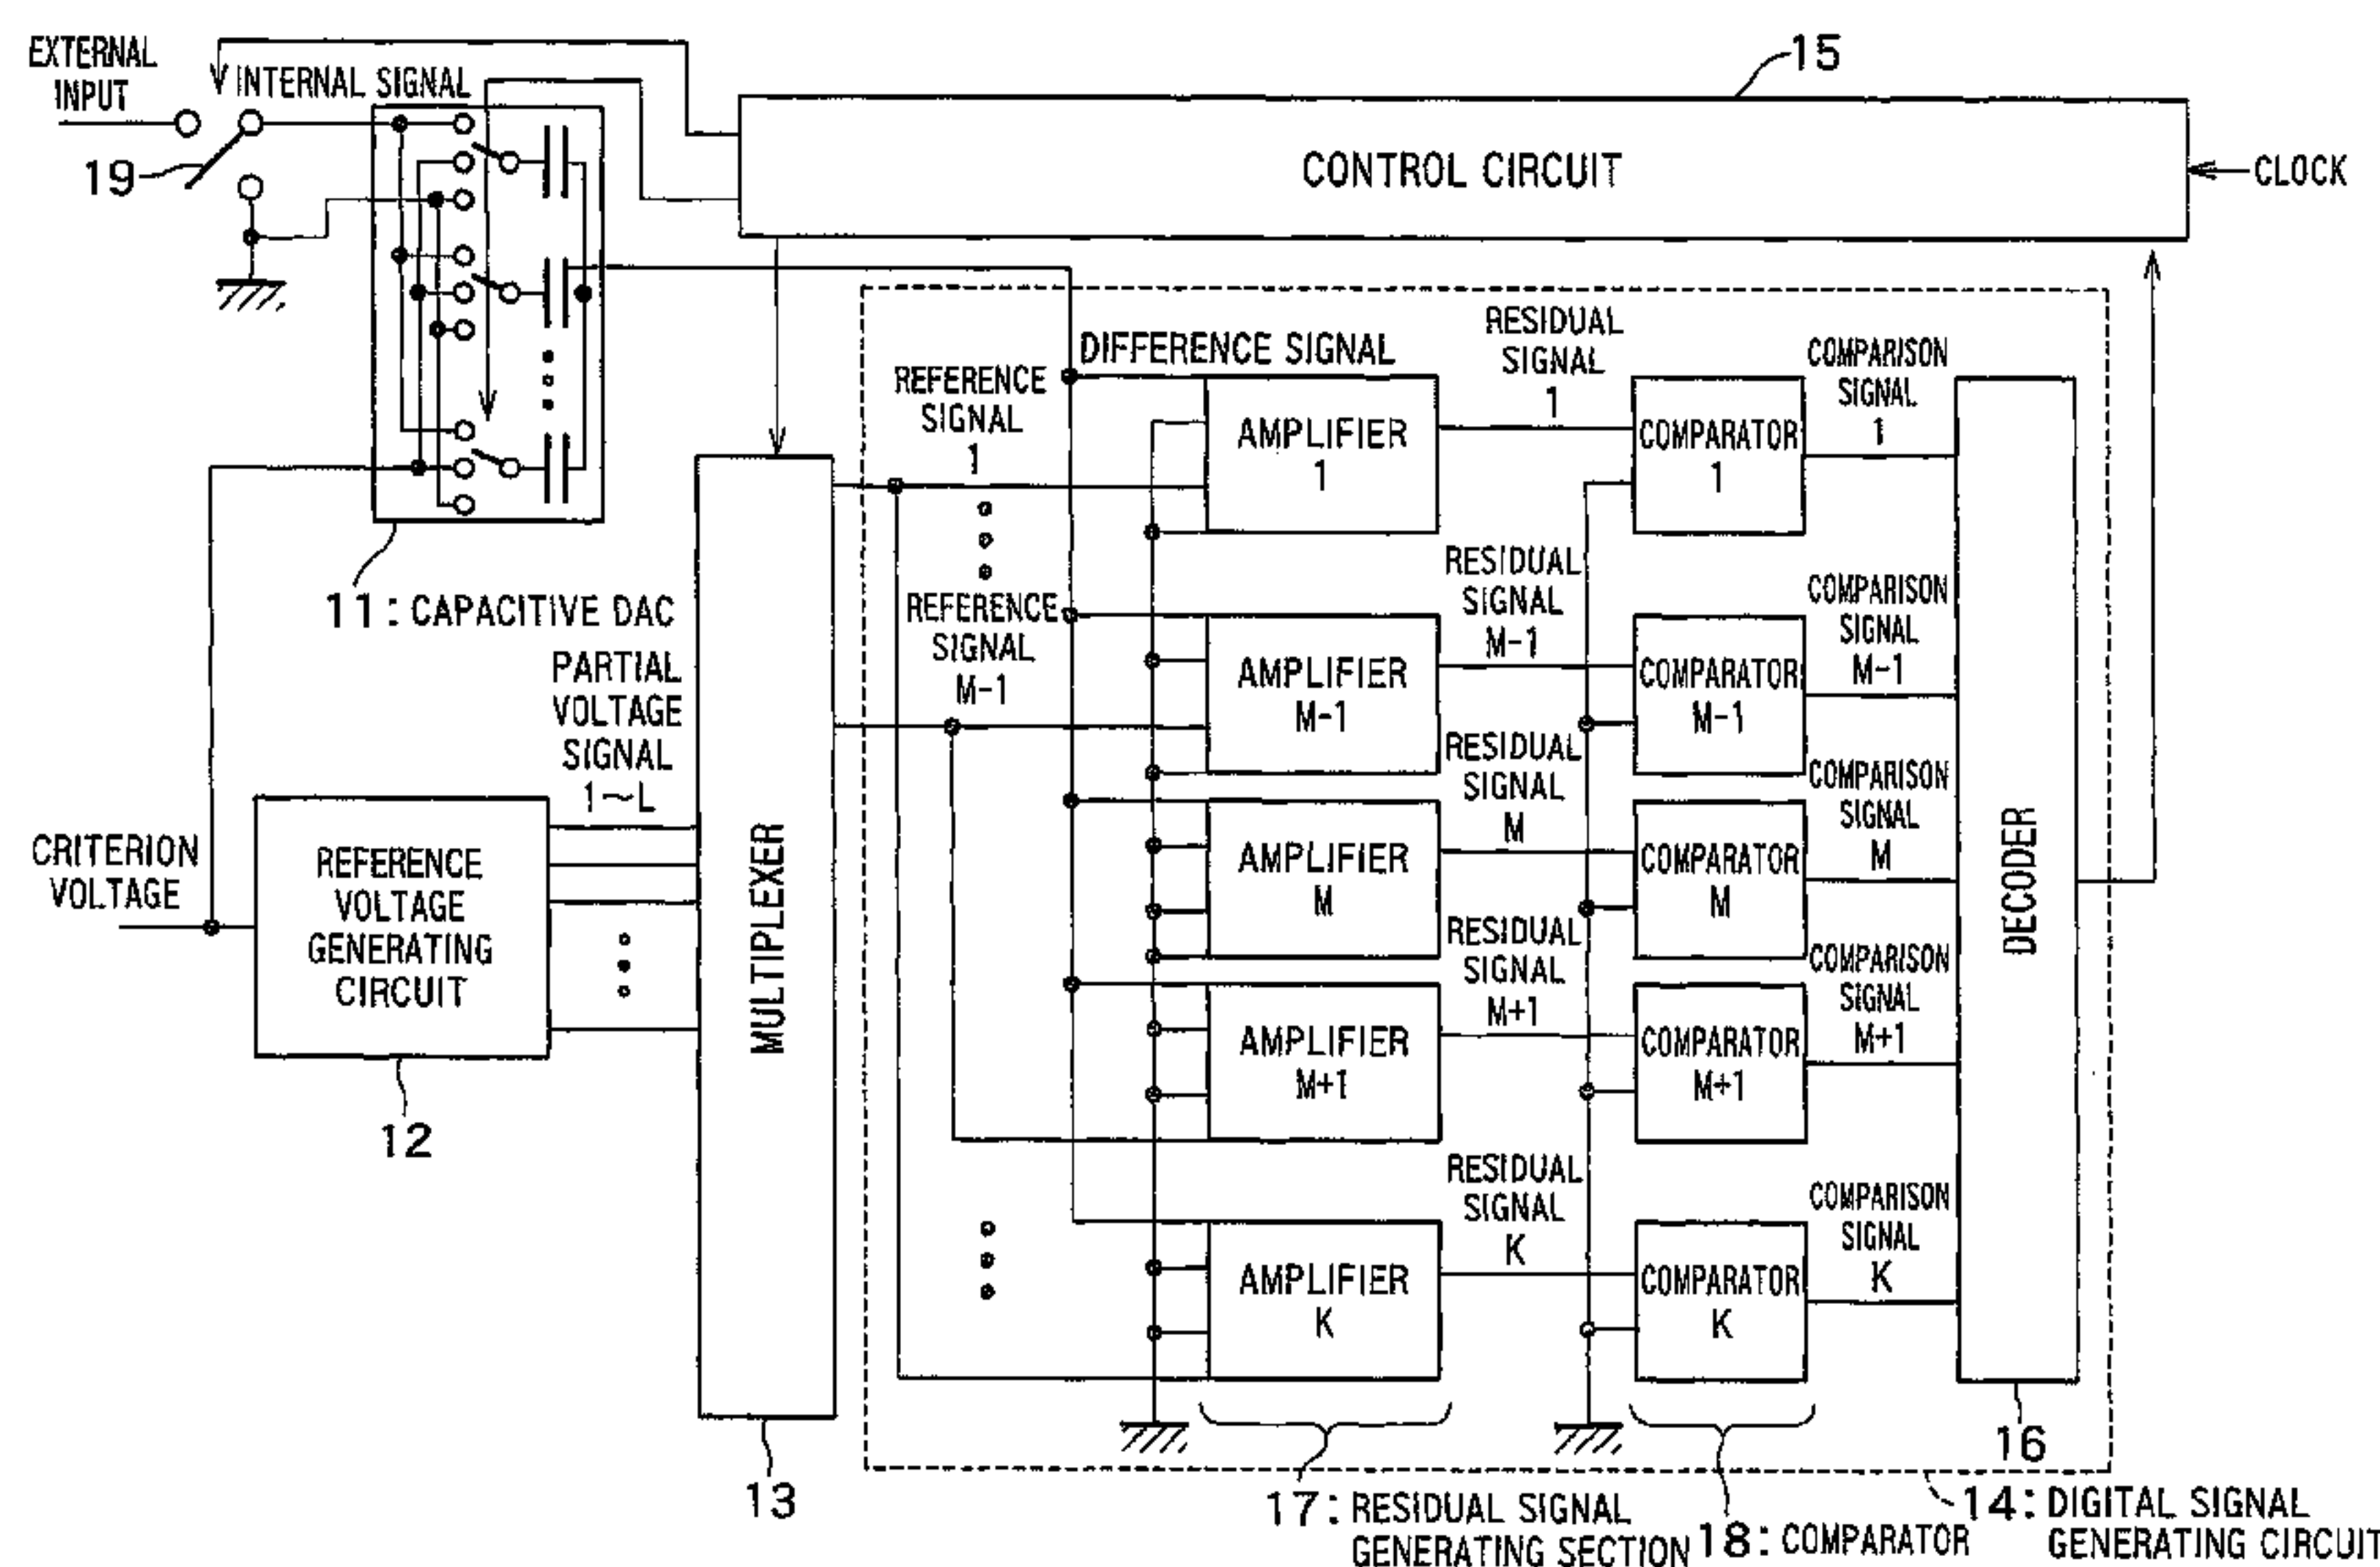 EXTERNAL
INPUT
INTERNAL SIGNAL
19
15
CONTROL CIRCUIT
CLOCK
11: CAPACITIVE DAC
PARTIAL
VOLTAGE
SIGNAL
1~L
CRITERION
VOLTAGE
REFERENCE
VOLTAGE
GENERATING
CIRCUIT
12
MULTIPLEXER
13
REFERENCE
SIGNAL
1
REFERENCE
SIGNAL
M-1
DIFFERENCE SIGNAL
AMPLIFIER
1
AMPLIFIER
M-1
AMPLIFIER
M
AMPLIFIER
M+1
AMPLIFIER
K
RESIDUAL
SIGNAL
1
RESIDUAL
SIGNAL
M-1
RESIDUAL
SIGNAL
M
RESIDUAL
SIGNAL
M+1
RESIDUAL
SIGNAL
K
COMPARATOR
1
COMPARATOR
M-1
COMPARATOR
M
COMPARATOR
M+1
COMPARATOR
K
COMPARISON
SIGNAL
1
COMPARISON
SIGNAL
M-1
COMPARISON
SIGNAL
M
COMPARISON
SIGNAL
M+1
COMPARISON
SIGNAL
K
DECODER
16
17: RESIDUAL SIGNAL
GENERATING SECTION
18: COMPARATOR
14: DIGITAL SIGNAL
GENERATING CIRCUIT